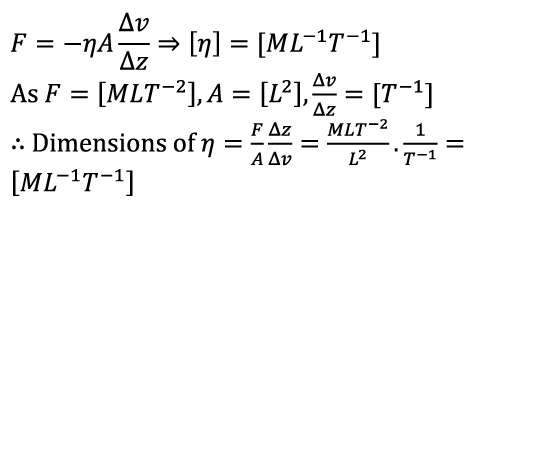 F = −ηA Δv/Δz ⇒ [η] = [ML⁻¹T⁻¹]
As F = [MLT⁻²], A = [L²], Δv/Δz = [T⁻¹]
∴ Dimensions of η = F/A Δz/Δv = MLT⁻²/L² . 1/T⁻¹ =
[ML⁻¹T⁻¹]